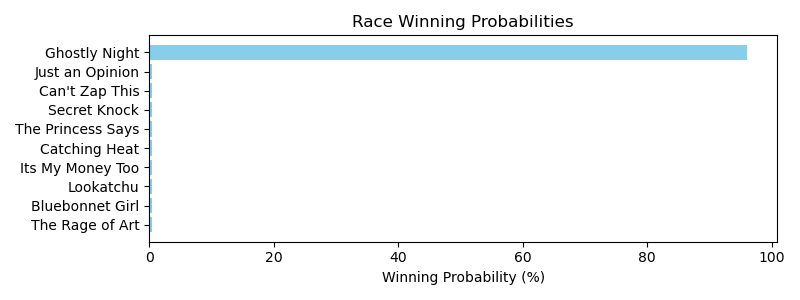 Race Winning Probabilities
Ghostly Night
Just an Opinion
Can't Zap This
Secret Knock
The Princess Says
Catching Heat
Its My Money Too
Lookatchu
Bluebonnet Girl
The Rage of Art
0 20 40 60 80 100
Winning Probability (%)